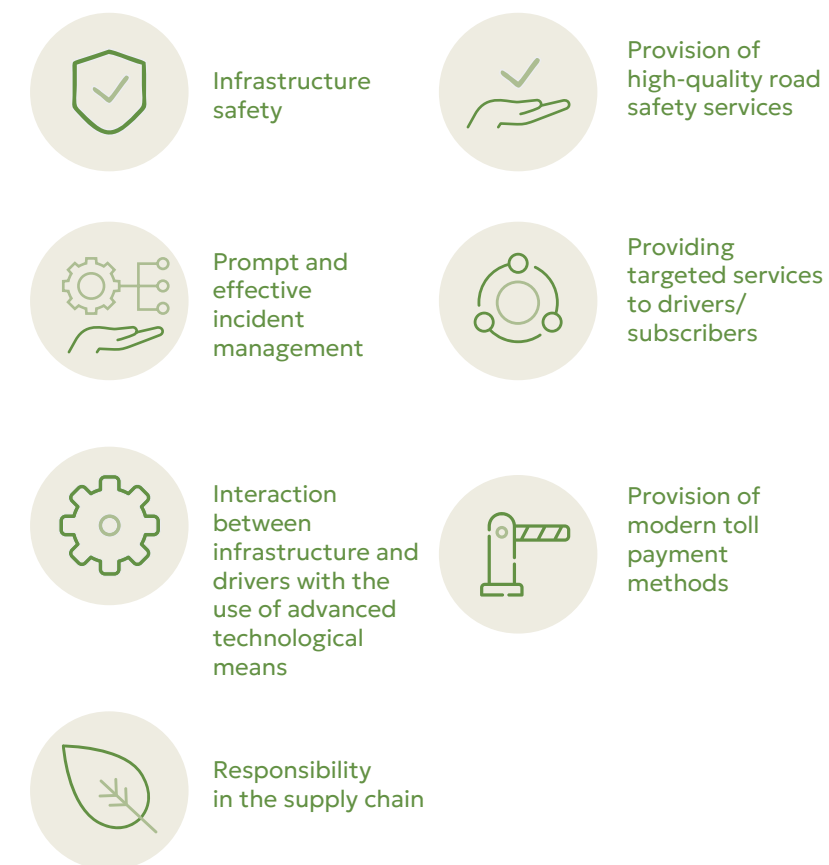 Infrastructure
safety
Provision of
high-quality road
safety services
Prompt and
effective
incident
management
Providing
targeted services
to drivers/
subscribers
Interaction
between
infrastructure and
drivers with the
use of advanced
technological
means
Provision of
modern toll
payment
methods
Responsibility
in the supply chain